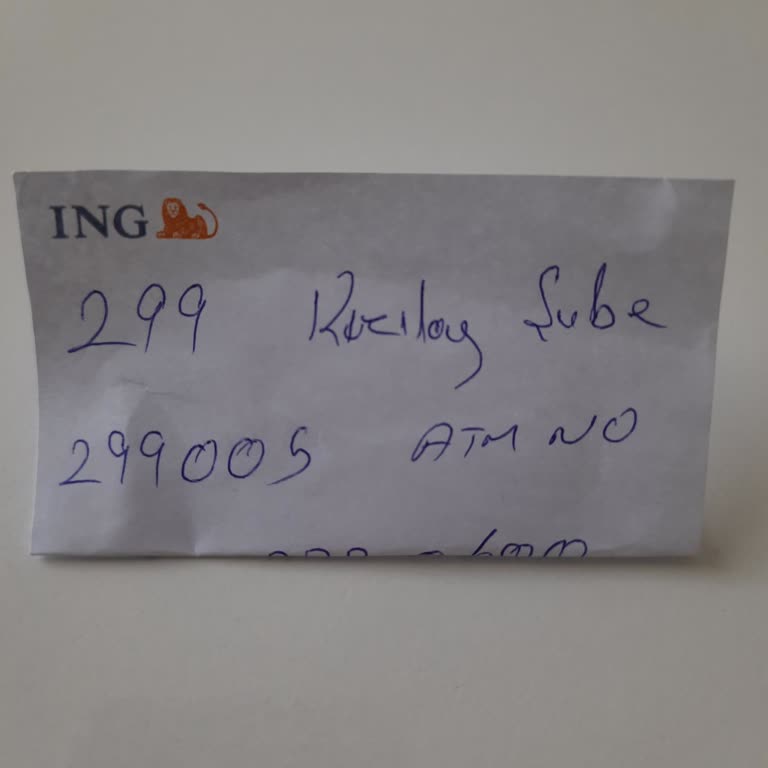 ING
299 Kızılay Şube
299005 ATM NO